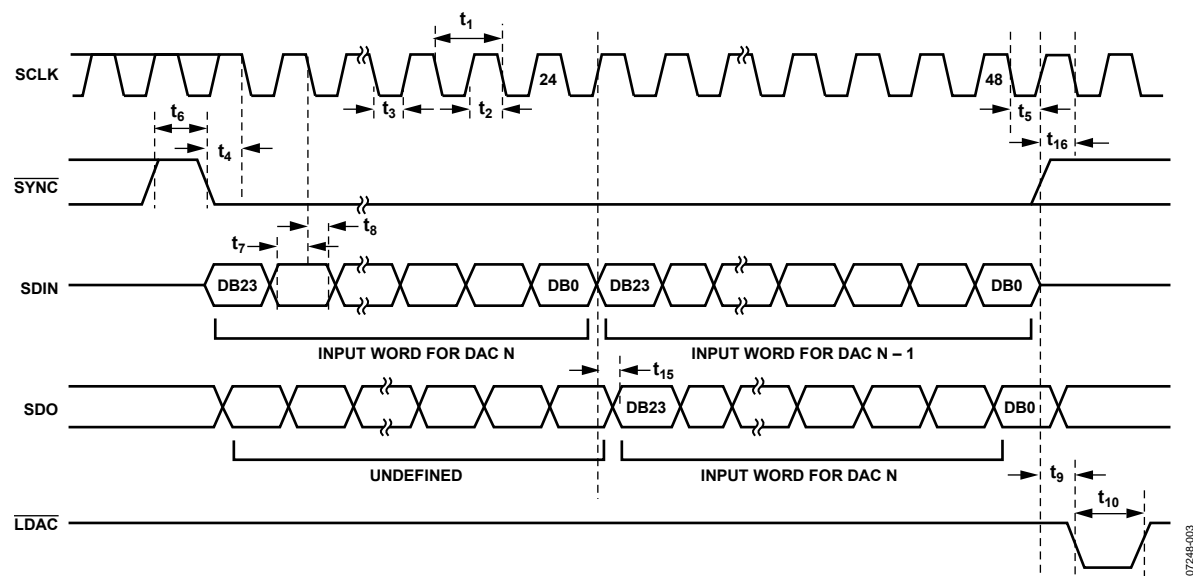 t1
SCLK
24
48
t3
t2
t5
t6
t4
t16
SYNC
t7
t8
SDIN
DB23
DB0
DB23
DB0
INPUT WORD FOR DAC N
INPUT WORD FOR DAC N – 1
t15
SDO
DB23
DB0
UNDEFINED
INPUT WORD FOR DAC N
t9
t10
LDAC
07248-003